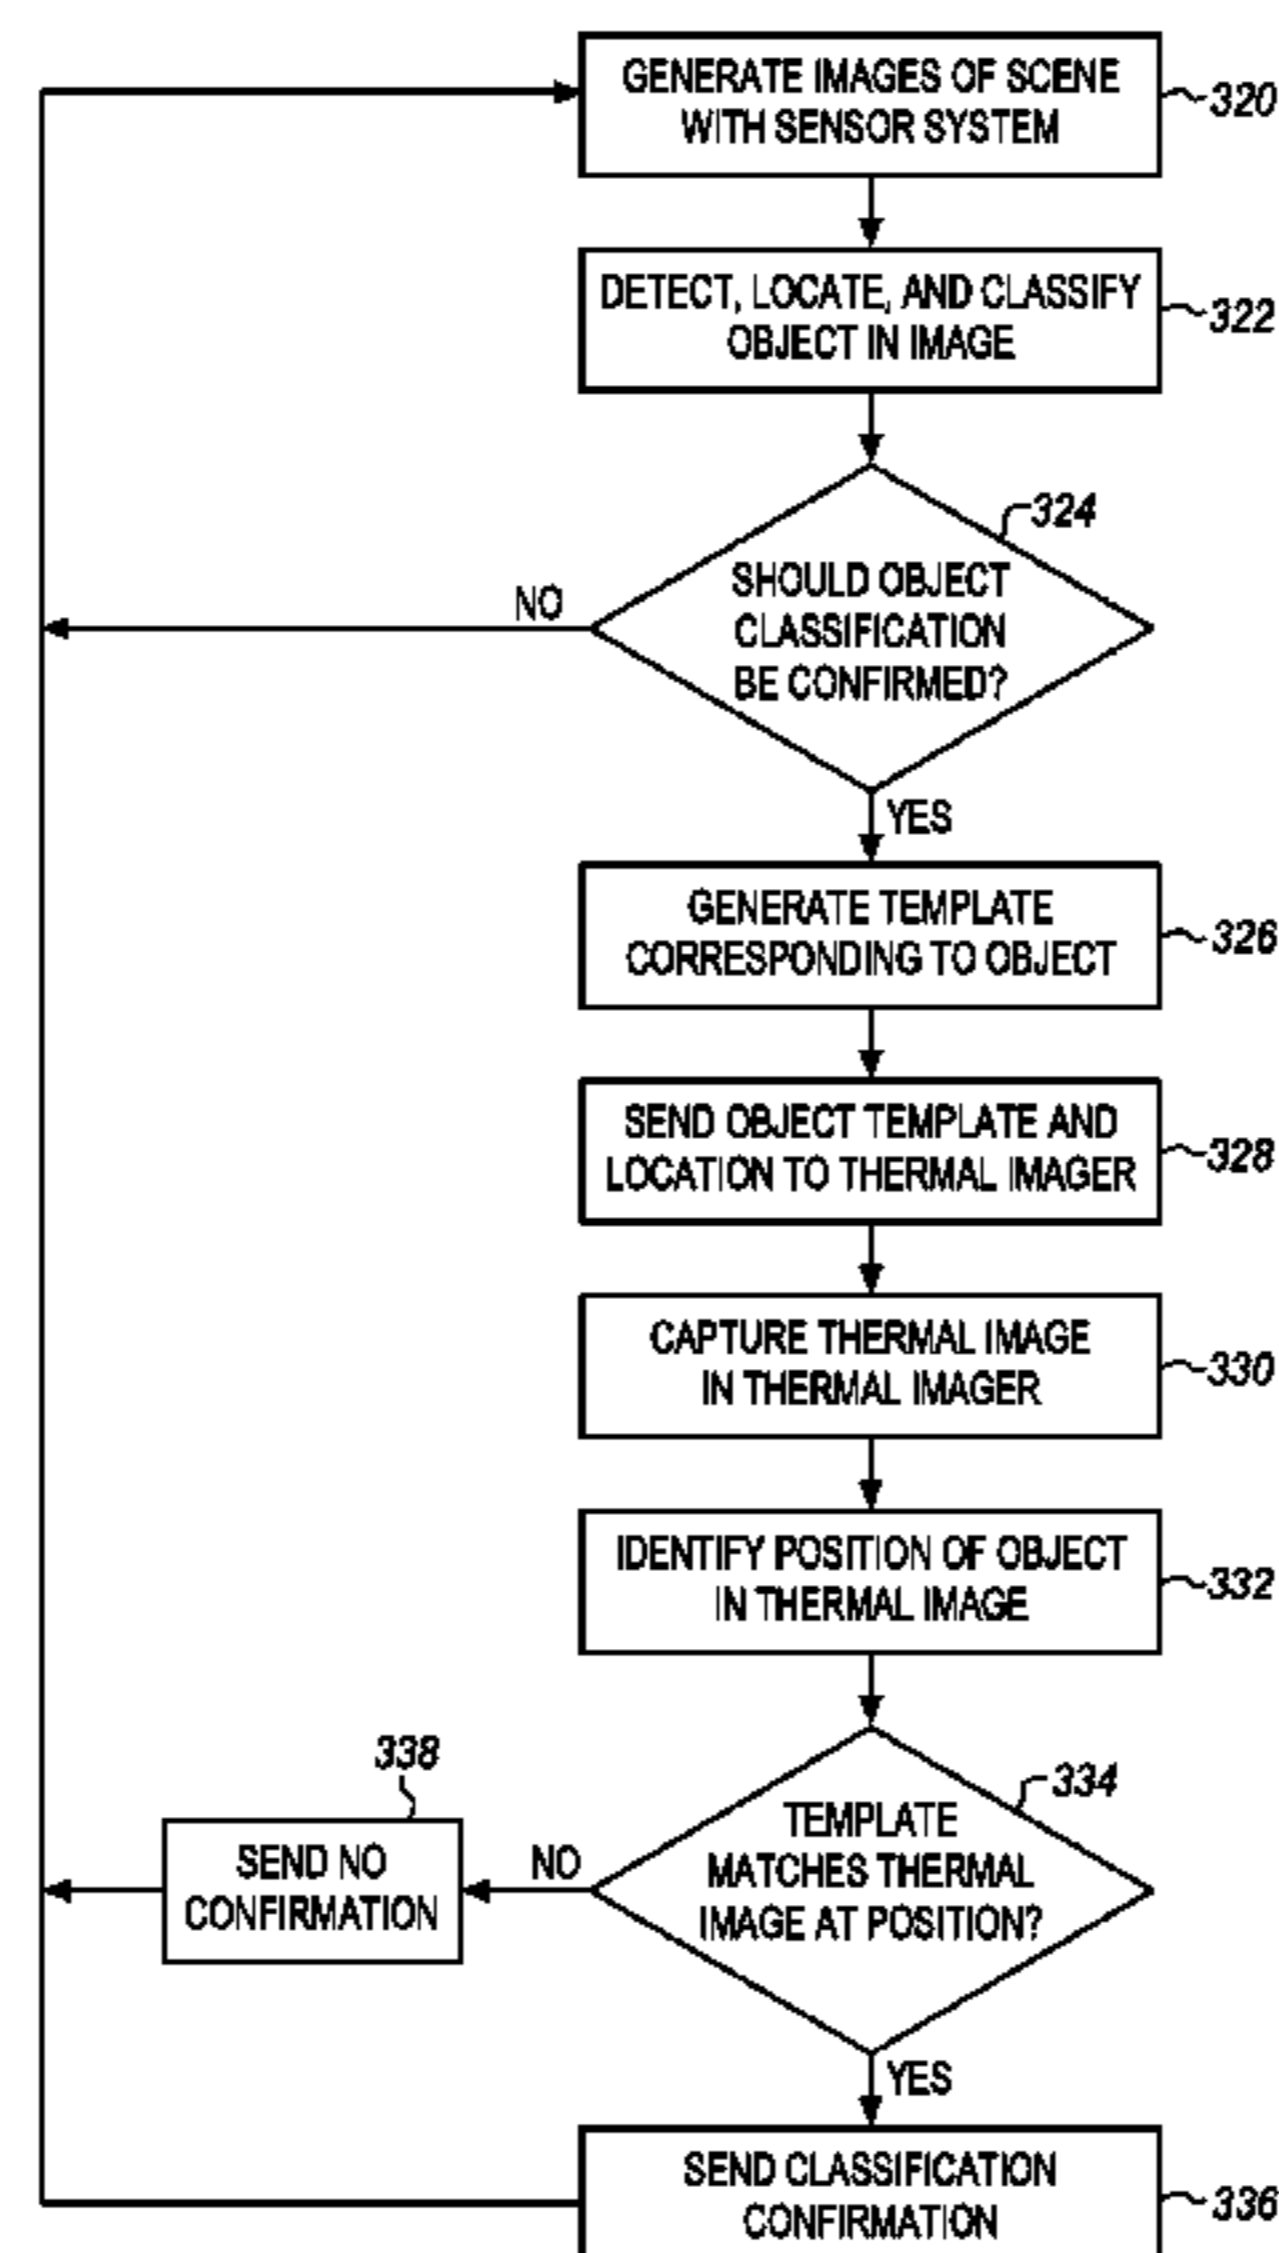 GENERATE IMAGES OF SCENE
WITH SENSOR SYSTEM
320
DETECT, LOCATE, AND CLASSIFY
OBJECT IN IMAGE
322
324
SHOULD OBJECT
CLASSIFICATION
BE CONFIRMED?
NO
YES
GENERATE TEMPLATE
CORRESPONDING TO OBJECT
326
SEND OBJECT TEMPLATE AND
LOCATION TO THERMAL IMAGER
328
CAPTURE THERMAL IMAGE
IN THERMAL IMAGER
330
IDENTIFY POSITION OF OBJECT
IN THERMAL IMAGE
332
334
TEMPLATE
MATCHES THERMAL
IMAGE AT POSITION?
NO
338
SEND NO
CONFIRMATION
YES
SEND CLASSIFICATION
CONFIRMATION
336